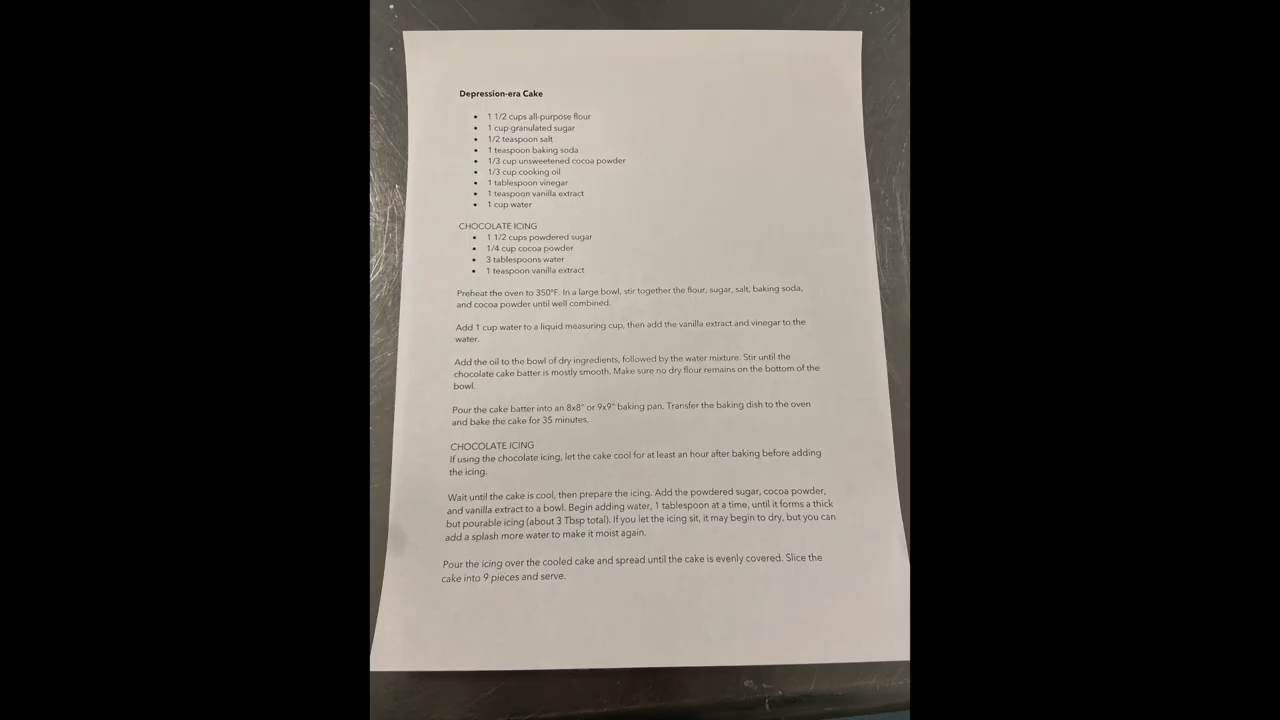 Depression-era Cake
• 1 1/2 cups all-purpose flour
• 1 cup granulated sugar
• 1/2 teaspoon salt
• 1 teaspoon baking soda
• 1/3 cup unsweetened cocoa powder
• 1/3 cup cooking oil
• 1 tablespoon vinegar
• 1 teaspoon vanilla extract
• 1 cup water
CHOCOLATE ICING
• 1 1/2 cups powdered sugar
• 1/4 cup cocoa powder
• 3 tablespoons water
• 1 teaspoon vanilla extract
Preheat the oven to 350°F. In a large bowl, stir together the flour, sugar, salt, baking soda,
and cocoa powder until well combined.
Add 1 cup water to a liquid measuring cup, then add the vanilla extract and vinegar to the
water.
Add the oil to the bowl of dry ingredients, followed by the water mixture. Stir until the
chocolate cake batter is mostly smooth. Make sure no dry flour remains on the bottom of the
bowl.
Pour the cake batter into an 8x8" or 9x9" baking pan. Transfer the baking dish to the oven
and bake the cake for 35 minutes.
CHOCOLATE ICING
If using the chocolate icing, let the cake cool for at least an hour after baking before adding
the icing.
Wait until the cake is cool, then prepare the icing. Add the powdered sugar, cocoa powder,
and vanilla extract to a bowl. Begin adding water, 1 tablespoon at a time, until it forms a thick
but pourable icing (about 3 Tbsp total). If you let the icing sit, it may begin to dry, but you can
add a splash more water to make it moist again.
Pour the icing over the cooled cake and spread until the cake is evenly covered. Slice the
cake into 9 pieces and serve.